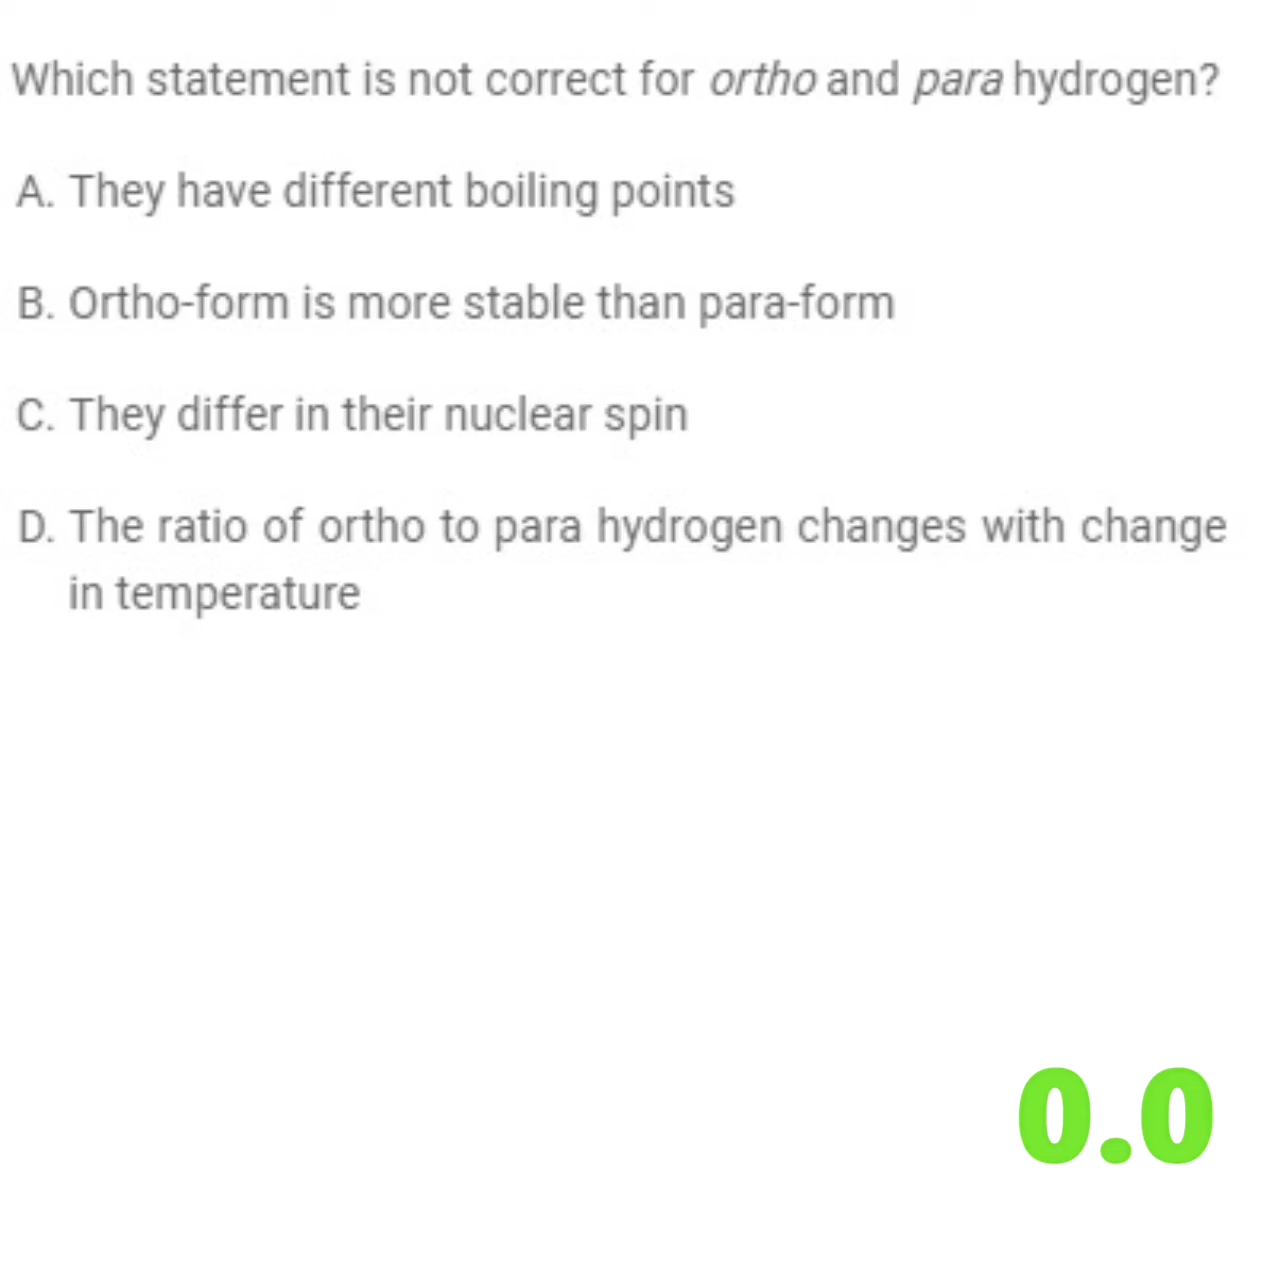 Which statement is not correct for ortho and para hydrogen?
A. They have different boiling points
B. Ortho-form is more stable than para-form
C. They differ in their nuclear spin
D. The ratio of ortho to para hydrogen changes with change
in temperature
0.0